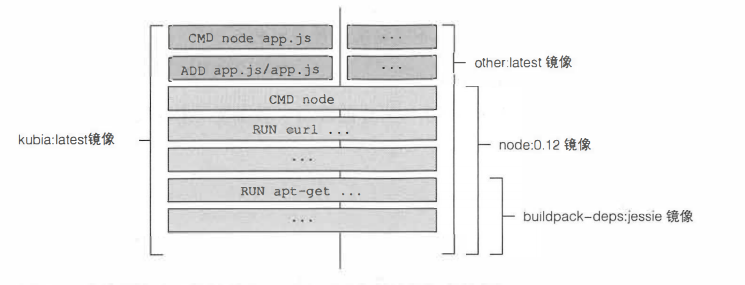 CMD node app.js
...
ADD app.js/app.js
...
other:latest 镜像
CMD node
RUN curl ...
kubia:latest镜像
node:0.12 镜像
...
RUN apt-get ...
...
buildpack-deps:jessie 镜像